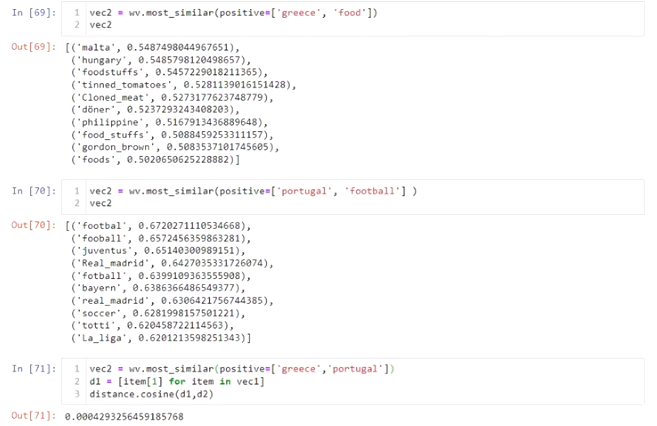 In [69]: 1 vec2 = wv.most_similar(positive=['greece', 'food'])
2 vec2
Out[69]: [('malta', 0.5487498044967651),
('hungary', 0.5485798120498657),
('foodstuffs', 0.5457229018211365),
('tinned_tomatoes', 0.5281139016151428),
('Cloned_meat', 0.5273177623748779),
('döner', 0.5237293243408203),
('philippine', 0.5167913436889648),
('food_stuffs', 0.5088459253311157),
('gordon_brown', 0.5083537101745605),
('foods', 0.5020650625228882)]
In [70]: 1 vec2 = wv.most_similar(positive=['portugal', 'football'] )
2 vec2
Out[70]: [('footbal', 0.6720271110534668),
('fooball', 0.6572456359863281),
('juventus', 0.65140300989151),
('Real_madrid', 0.6427035331726074),
('fotball', 0.6399109363555908),
('bayern', 0.6386366486549377),
('real_madrid', 0.6306421756744385),
('soccer', 0.6281998157501221),
('totti', 0.620458722114563),
('La_liga', 0.6201213598251343)]
In [71]: 1 vec2 = wv.most_similar(positive=['greece','portugal'])
2 d1 = [item[1] for item in vec1]
3 distance.cosine(d1,d2)
Out[71]: 0.0004293256459185768